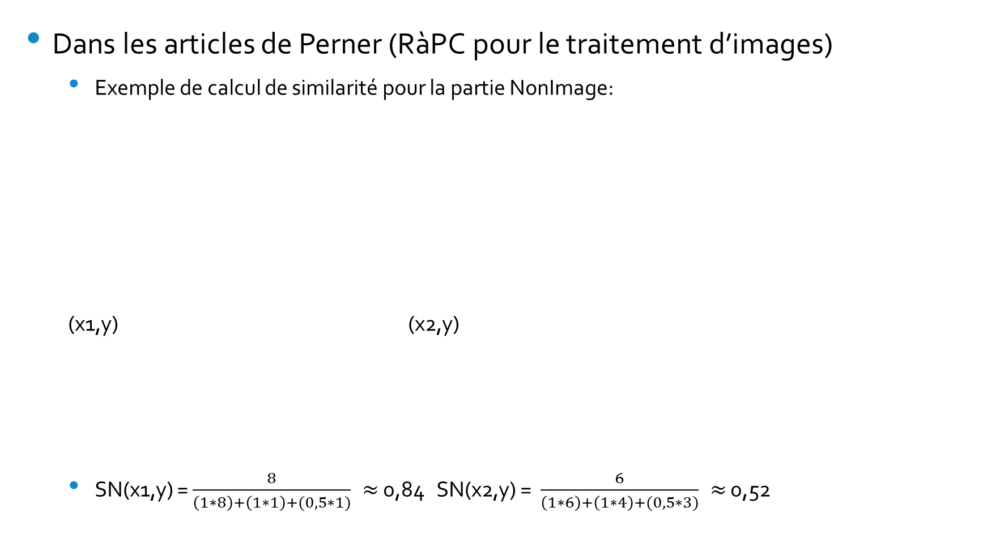 • Dans les articles de Perner (RàPC pour le traitement d’images)
• Exemple de calcul de similarité pour la partie NonImage:
(x1,y) (x2,y)
• SN(x1,y) = 8 / ((1*8)+(1*1)+(0,5*1)) ≈ 0,84 SN(x2,y) = 6 / ((1*6)+(1*4)+(0,5*3)) ≈ 0,52